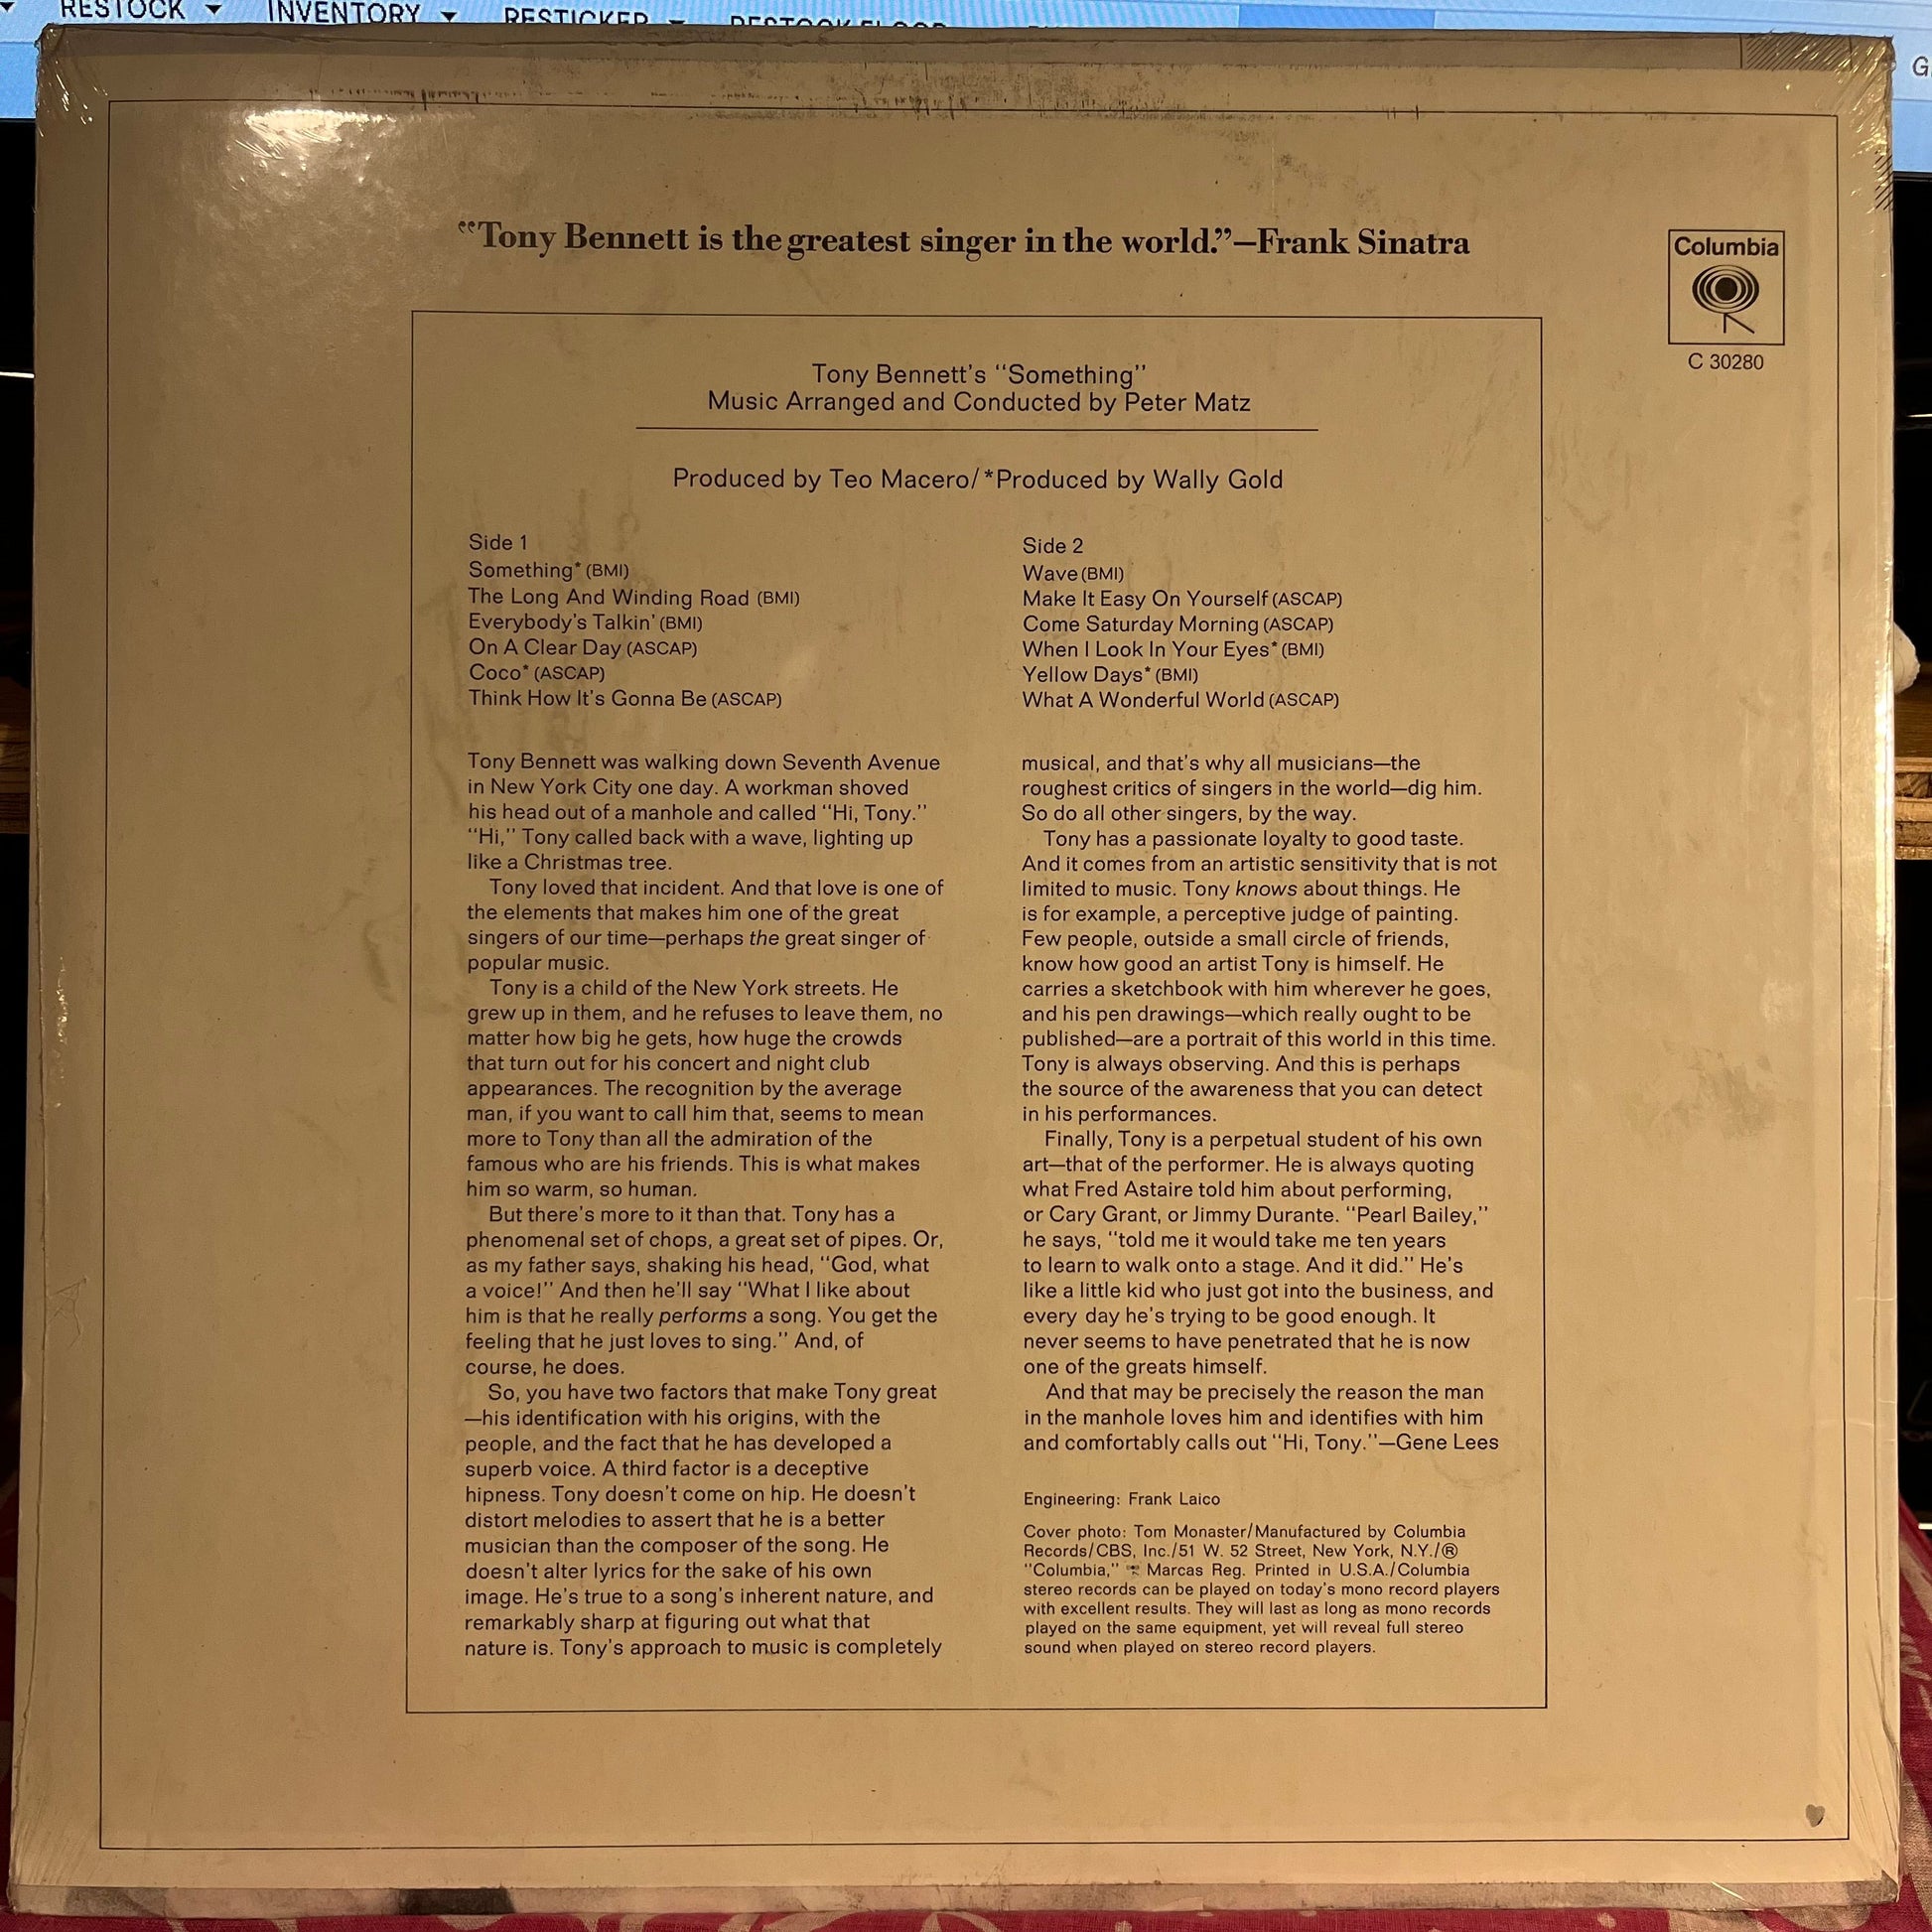 RESTOCK INVENTORY RESTICKER
G
“Tony Bennett is the greatest singer in the world.”—Frank Sinatra
Columbia
C 30280
Tony Bennett's “Something”
Music Arranged and Conducted by Peter Matz
Produced by Teo Macero/*Produced by Wally Gold
Side 1
Something* (BMI)
The Long And Winding Road (BMI)
Everybody's Talkin' (BMI)
On A Clear Day (ASCAP)
Coco* (ASCAP)
Think How It's Gonna Be (ASCAP)
Side 2
Wave (BMI)
Make It Easy On Yourself (ASCAP)
Come Saturday Morning (ASCAP)
When I Look In Your Eyes* (BMI)
Yellow Days* (BMI)
What A Wonderful World (ASCAP)
Tony Bennett was walking down Seventh Avenue
in New York City one day. A workman shoved
his head out of a manhole and called “Hi, Tony.”
“Hi,” Tony called back with a wave, lighting up
like a Christmas tree.
Tony loved that incident. And that love is one of
the elements that makes him one of the great
singers of our time—perhaps the great singer of
popular music.
Tony is a child of the New York streets. He
grew up in them, and he refuses to leave them, no
matter how big he gets, how huge the crowds
that turn out for his concert and night club
appearances. The recognition by the average
man, if you want to call him that, seems to mean
more to Tony than all the admiration of the
famous who are his friends. This is what makes
him so warm, so human.
But there's more to it than that. Tony has a
phenomenal set of chops, a great set of pipes. Or,
as my father says, shaking his head, “God, what
a voice!” And then he'll say “What I like about
him is that he really performs a song. You get the
feeling that he just loves to sing.” And, of
course, he does.
So, you have two factors that make Tony great
—his identification with his origins, with the
people, and the fact that he has developed a
superb voice. A third factor is a deceptive
hipness. Tony doesn't come on hip. He doesn't
distort melodies to assert that he is a better
musician than the composer of the song. He
doesn't alter lyrics for the sake of his own
image. He's true to a song's inherent nature, and
remarkably sharp at figuring out what that
nature is. Tony's approach to music is completely
musical, and that's why all musicians—the
roughest critics of singers in the world—dig him.
So do all other singers, by the way.
Tony has a passionate loyalty to good taste.
And it comes from an artistic sensitivity that is not
limited to music. Tony knows about things. He
is for example, a perceptive judge of painting.
Few people, outside a small circle of friends,
know how good an artist Tony is himself. He
carries a sketchbook with him wherever he goes,
and his pen drawings—which really ought to be
published—are a portrait of this world in this time.
Tony is always observing. And this is perhaps
the source of the awareness that you can detect
in his performances.
Finally, Tony is a perpetual student of his own
art—that of the performer. He is always quoting
what Fred Astaire told him about performing,
or Cary Grant, or Jimmy Durante. “Pearl Bailey,”
he says, “told me it would take me ten years
to learn to walk onto a stage. And it did.” He's
like a little kid who just got into the business, and
every day he's trying to be good enough. It
never seems to have penetrated that he is now
one of the greats himself.
And that may be precisely the reason the man
in the manhole loves him and identifies with him
and comfortably calls out “Hi, Tony.”—Gene Lees
Engineering: Frank Laico
Cover photo: Tom Monaster/Manufactured by Columbia
Records/CBS, Inc./51 W. 52 Street, New York, N.Y./®
“Columbia,” Marcas Reg. Printed in U.S.A./Columbia
stereo records can be played on today's mono record players
with excellent results. They will last as long as mono records
played on the same equipment, yet will reveal full stereo
sound when played on stereo record players.